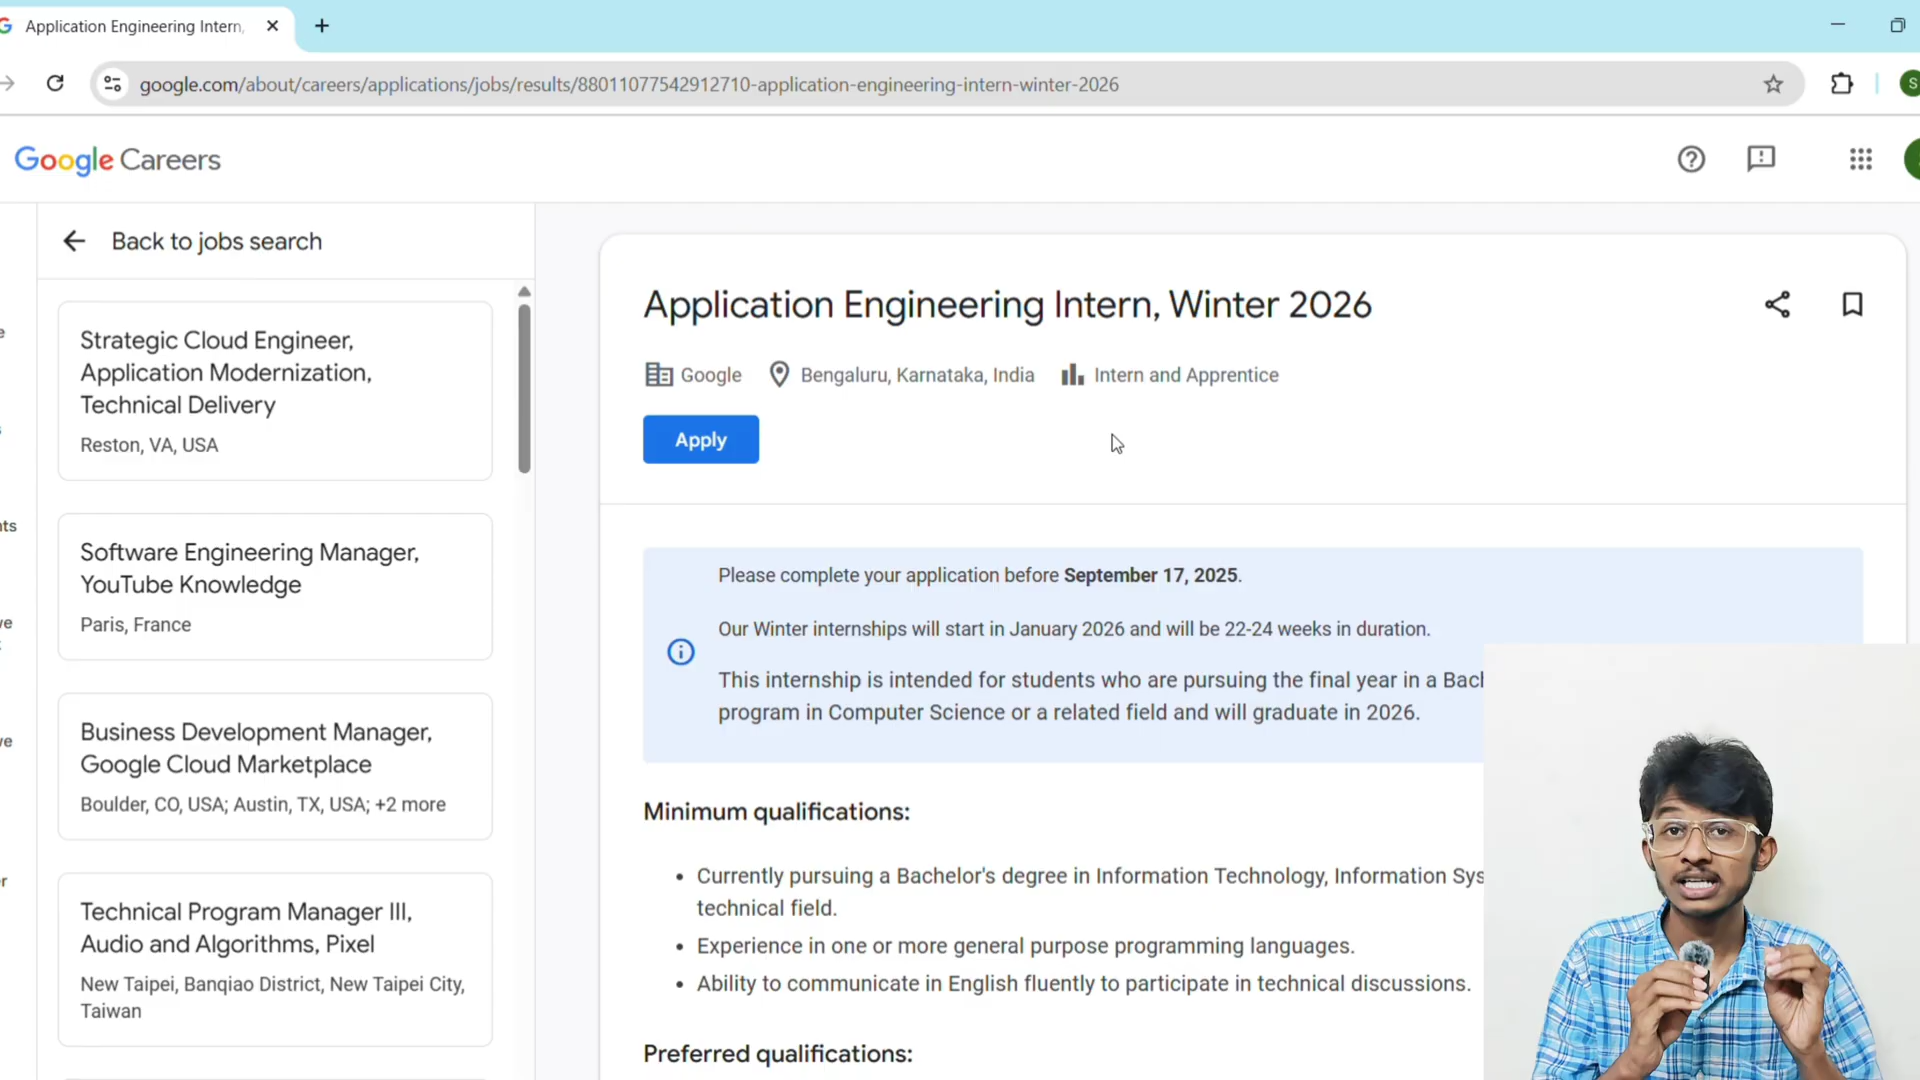 Application Engineering Intern,
google.com/about/careers/applications/jobs/results/88011077542912710-application-engineering-intern-winter-2026
S
Google Careers
Back to jobs search
Strategic Cloud Engineer,
Application Modernization,
Technical Delivery
Reston, VA, USA
Software Engineering Manager,
YouTube Knowledge
Paris, France
Business Development Manager,
Google Cloud Marketplace
Boulder, CO, USA; Austin, TX, USA; +2 more
Technical Program Manager III,
Audio and Algorithms, Pixel
New Taipei, Banqiao District, New Taipei City,
Taiwan
Application Engineering Intern, Winter 2026
Google Bengaluru, Karnataka, India Intern and Apprentice
Apply
Please complete your application before September 17, 2025.
Our Winter internships will start in January 2026 and will be 22-24 weeks in duration.
This internship is intended for students who are pursuing the final year in a Bach
program in Computer Science or a related field and will graduate in 2026.
Minimum qualifications:
Currently pursuing a Bachelor's degree in Information Technology, Information Sys
technical field.
Experience in one or more general purpose programming languages.
Ability to communicate in English fluently to participate in technical discussions.
Preferred qualifications: